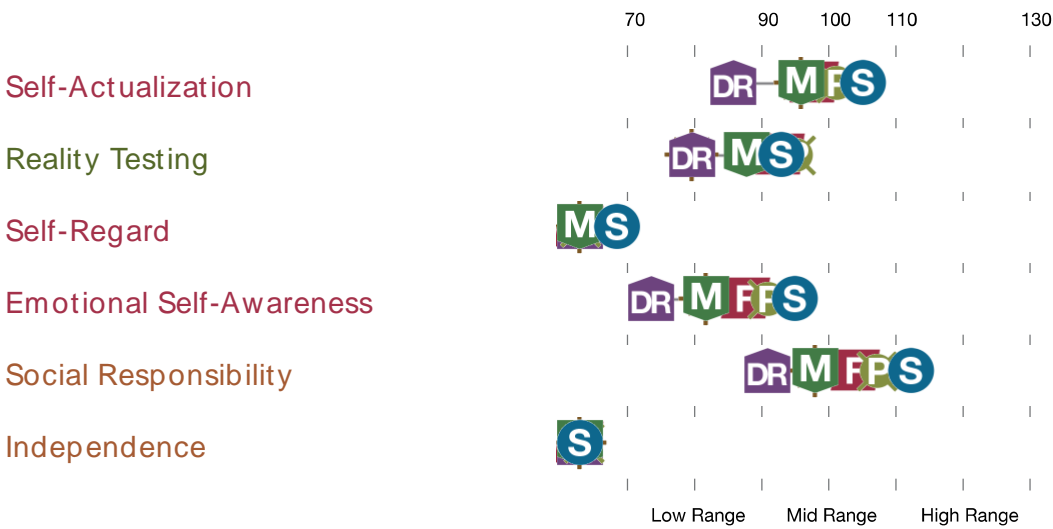 70 90 100 110 130
Self-Actualization DR M F S
Reality Testing DR M S
Self-Regard M S
Emotional Self-Awareness DR M F P S
Social Responsibility DR M F P S
Independence S
Low Range Mid Range High Range